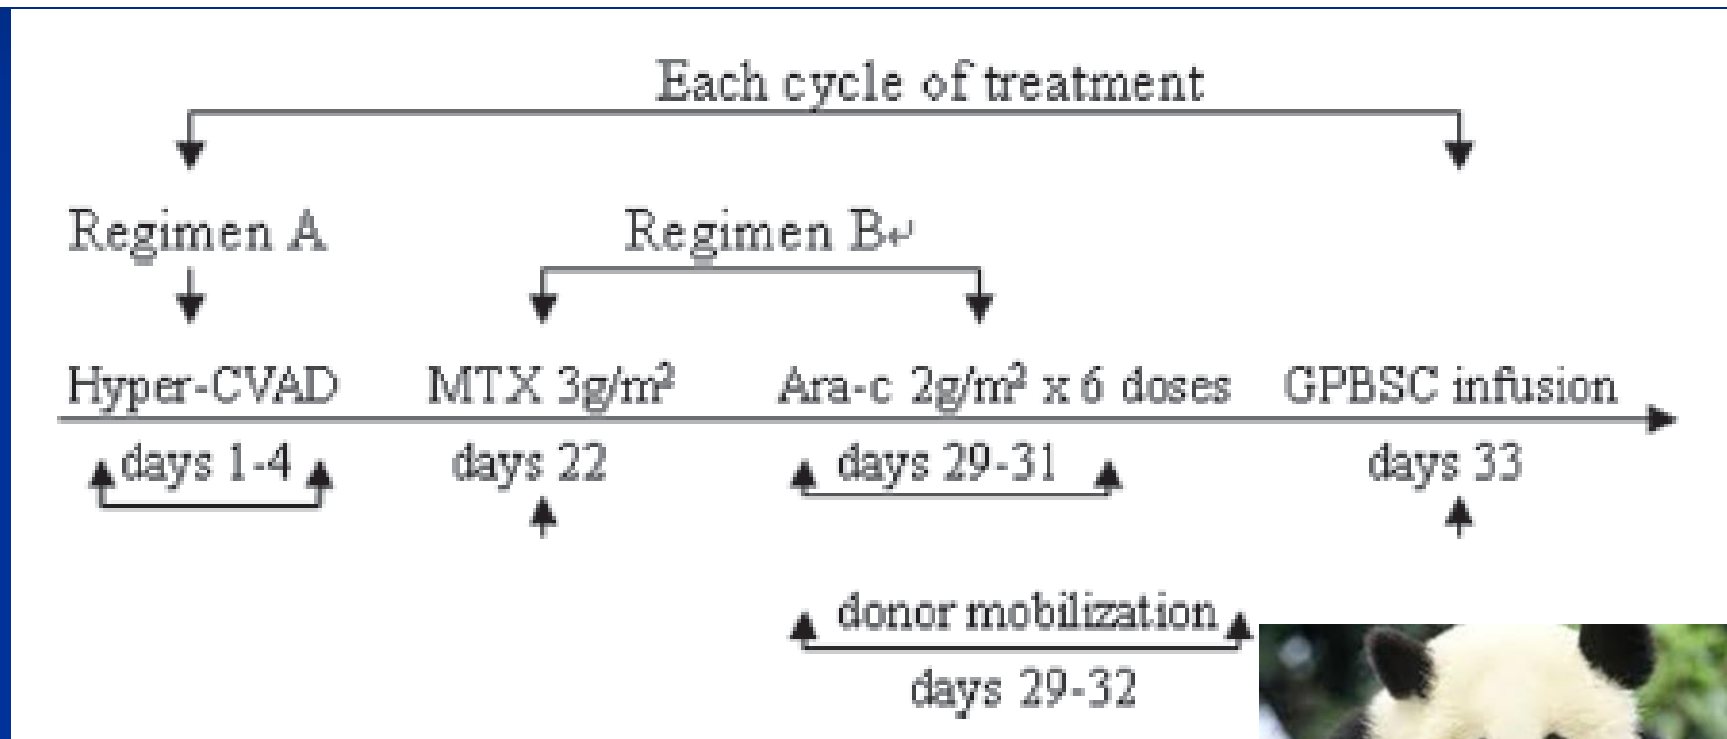 Each cycle of treatment
Regimen A Regimen B↵
Hyper-CVAD MTX 3g/m² Ara-c 2g/m² x 6 doses GPBSC infusion
days 1-4 days 22 days 29-31 days 33
donor mobilization
days 29-32